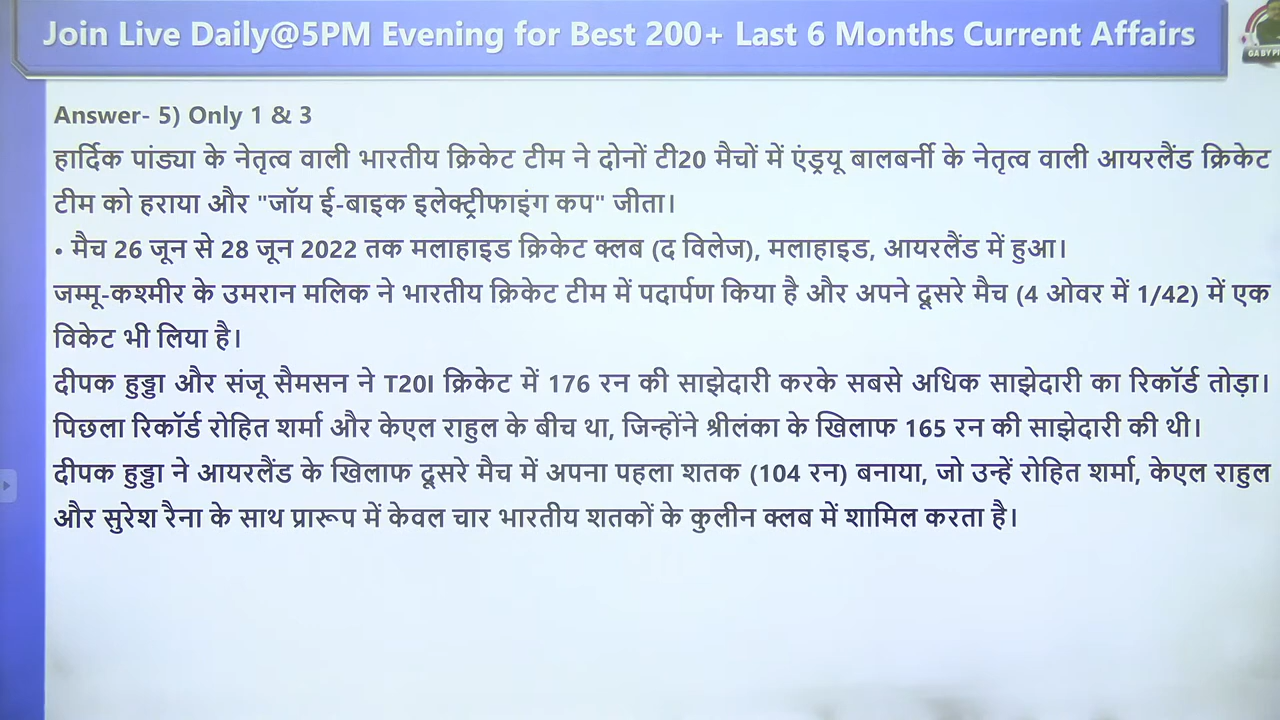 Join Live Daily@5PM Evening for Best 200+ Last 6 Months Current Affairs
Answer- 5) Only 1 & 3
हार्दिक पांड्या के नेतृत्व वाली भारतीय क्रिकेट टीम ने दोनों टी20 मैचों में एंड्रयू बालबर्नी के नेतृत्व वाली आयरलैंड क्रिकेट
टीम को हराया और "जॉय ई-बाइक इलेक्ट्रीफाइंग कप" जीता।
• मैच 26 जून से 28 जून 2022 तक मलाहाइड क्रिकेट क्लब (द विलेज), मलाहाइड, आयरलैंड में हुआ।
जम्मू-कश्मीर के उमरान मलिक ने भारतीय क्रिकेट टीम में पदार्पण किया है और अपने दूसरे मैच (4 ओवर में 1/42) में एक
विकेट भी लिया है।
दीपक हुड्डा और संजू सैमसन ने T20I क्रिकेट में 176 रन की साझेदारी करके सबसे अधिक साझेदारी का रिकॉर्ड तोड़ा।
पिछला रिकॉर्ड रोहित शर्मा और केएल राहुल के बीच था, जिन्होंने श्रीलंका के खिलाफ 165 रन की साझेदारी की थी।
दीपक हुड्डा ने आयरलैंड के खिलाफ दूसरे मैच में अपना पहला शतक (104 रन) बनाया, जो उन्हें रोहित शर्मा, केएल राहुल
और सुरेश रैना के साथ प्रारूप में केवल चार भारतीय शतकों के कुलीन क्लब में शामिल करता है।